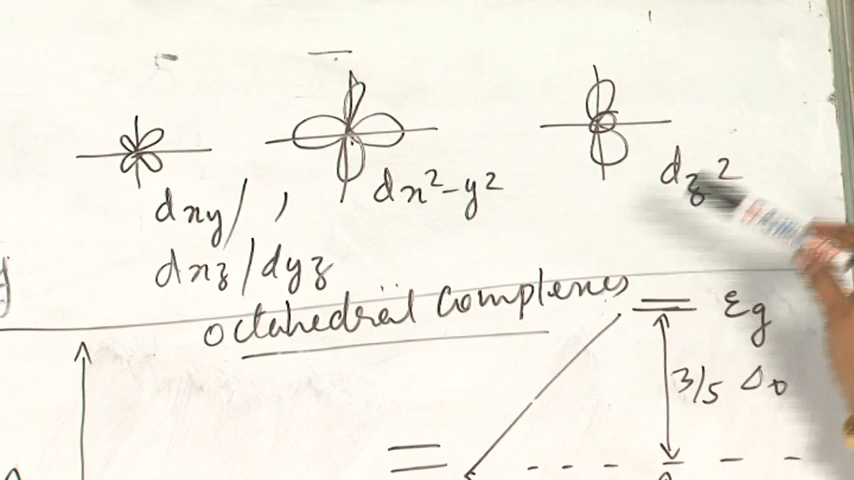 dx²-y²
dz²
dxy/,
dxz/dyz
octahedral complexes
Eg
3/5 Δo